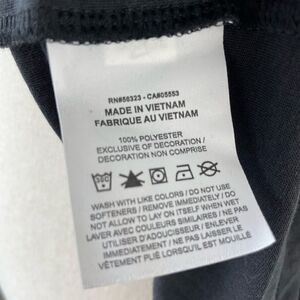 RN#56323 - CA#05553
MADE IN VIETNAM
FABRIQUE AU VIETNAM
100% POLYESTER
EXCLUSIVE OF DECORATION /
DECORATION NON COMPRISE
WASH WITH LIKE COLORS / DO NOT USE
SOFTENERS / REMOVE IMMEDIATELY / DO
NOT ALLOW TO LAY ON ITSELF WHEN WET
LAVER AVEC COULEURS SIMILAIRES / NE PAS
UTILISER D'ADOUCISSEUR / ENLEVER
IMMEDIATEMENT / NE PAS LAISSER LE
VÊTEMENT PLIÉ LORSQU'IL EST MOUILLÉ